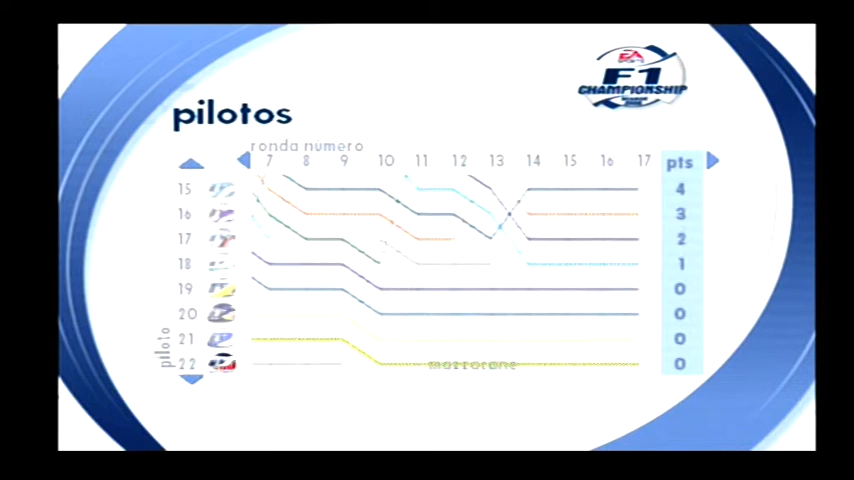 EA
SPORTS
F1
CHAMPIONSHIP
pilotos
ronda numero
7 8 9 10 11 12 13 14 15 16 17 pts
15 4
16 3
17 2
18 1
19 0
20 0
21 0
22 mazzacane 0
piloto